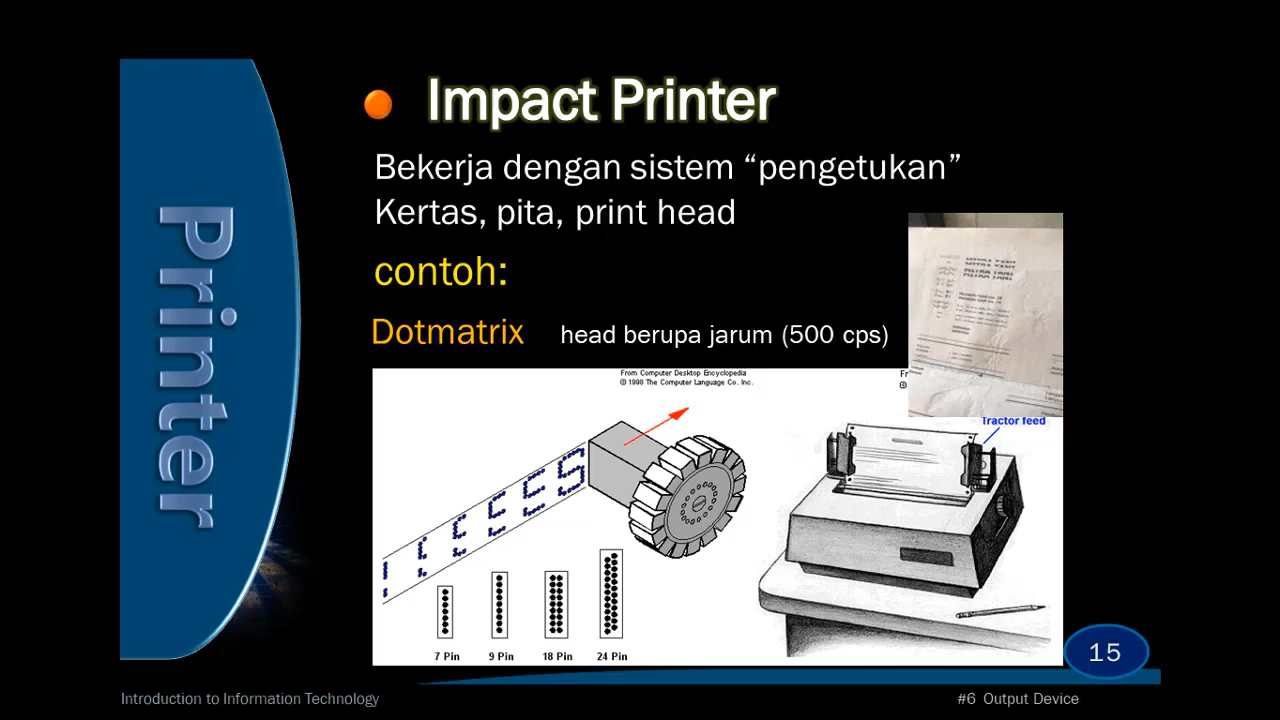 Printer
Impact Printer
Bekerja dengan sistem “pengetukan”
Kertas, pita, print head
contoh:
Dotmatrix head berupa jarum (500 cps)
From Computer Desktop Encyclopedia
© 1998 The Computer Language Co. Inc.
Tractor feed
7 Pin 9 Pin 18 Pin 24 Pin
15
Introduction to Information Technology #6 Output Device